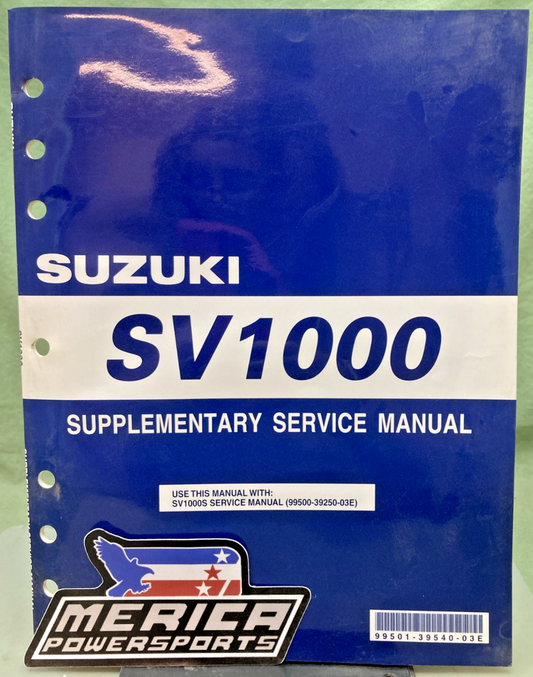 SUZUKI
SV1000
SUPPLEMENTARY SERVICE MANUAL
USE THIS MANUAL WITH:
SV1000S SERVICE MANUAL (99500-39250-03E)
MERICA
POWERSPORTS
99501-39540-03E